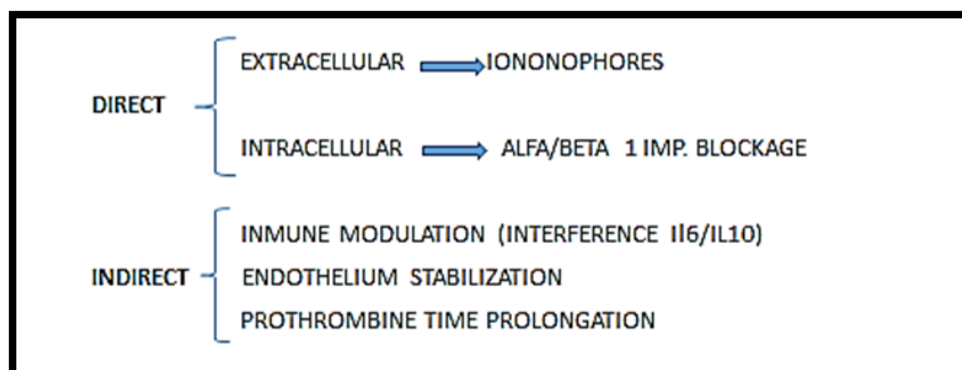 EXTRACELLULAR IONONOPHORES
DIRECT
INTRACELLULAR ALFA/BETA 1 IMP. BLOCKAGE
INMUNE MODULATION (INTERFERENCE Il6/IL10)
INDIRECT ENDOTHELIUM STABILIZATION
PROTHROMBINE TIME PROLONGATION